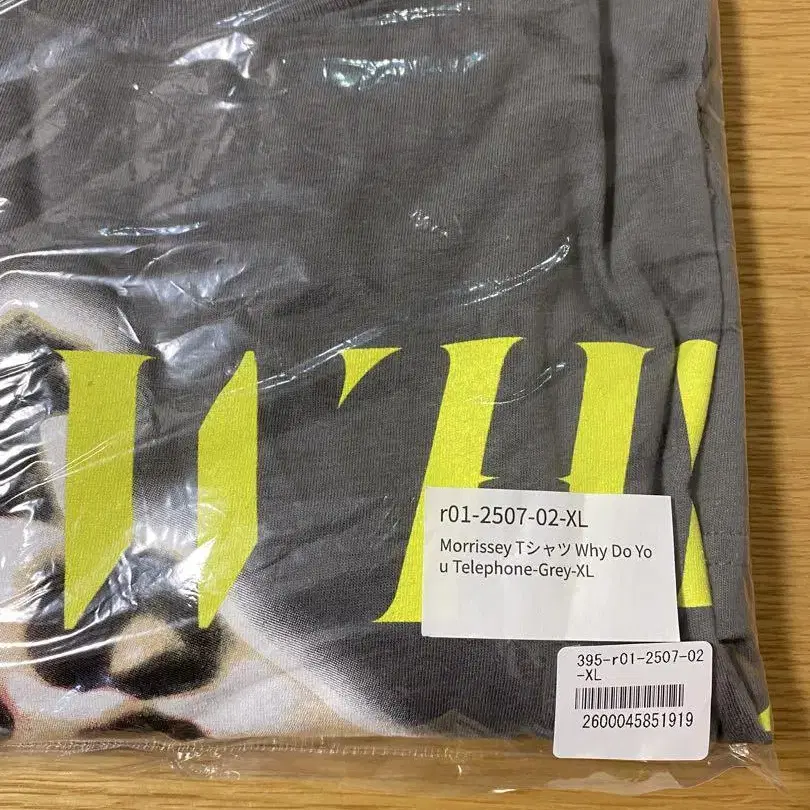 WH
r01-2507-02-XL
Morrissey Tシャツ Why Do Yo
u Telephone-Grey-XL
395-r01-2507-02
-XL
2600045851919